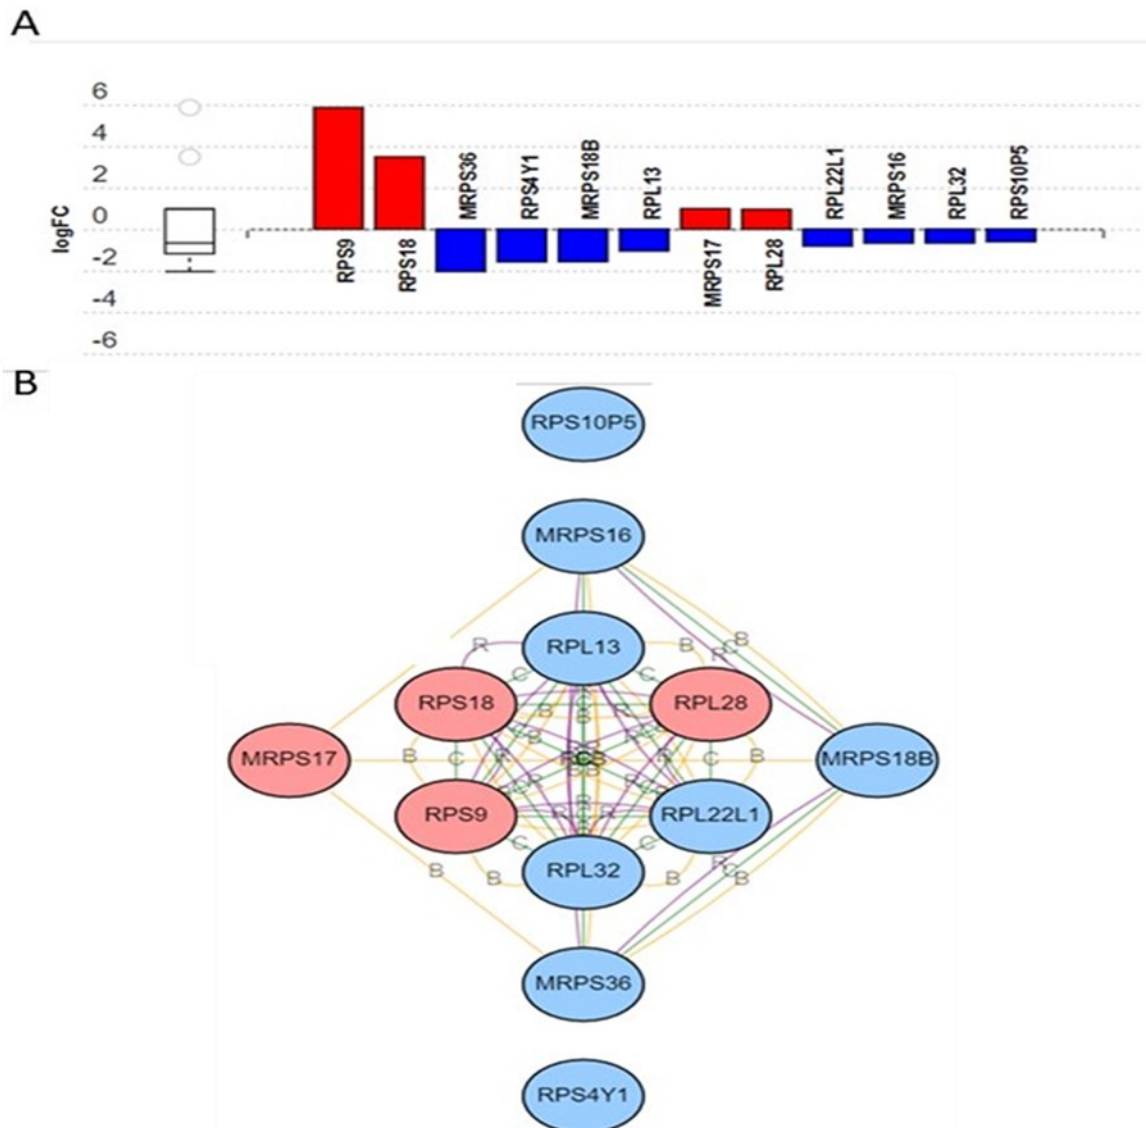 A
6
4
2
0
-2
-4
-6
logFC
RPS9
RPS18
MRPS36
RPS4Y1
MRPS18B
RPL13
MRPS17
RPL28
RPL22L1
MRPS16
RPL32
RPS10P5
B
RPS10P5
MRPS16
R
RPL13
B
B
C
R
C
C
RPS18
RPL28
B
R
MRPS17
B
C
C
B
MRPS18B
RPS9
RPL22L1
C
C
R
C
B
B
B
RPL32
B
MRPS36
RPS4Y1